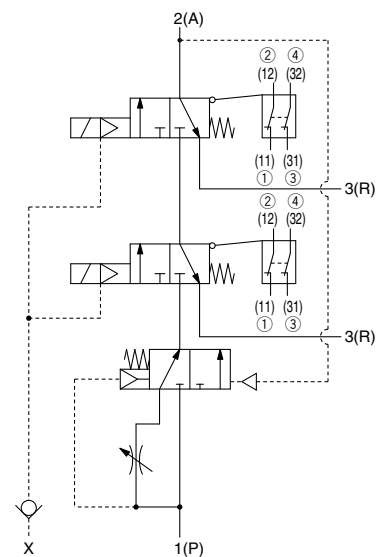 2(A)
② ④
(12) (32)
(11) (31)
① ③
3(R)
② ④
(12) (32)
(11) (31)
① ③
3(R)
X
1(P)